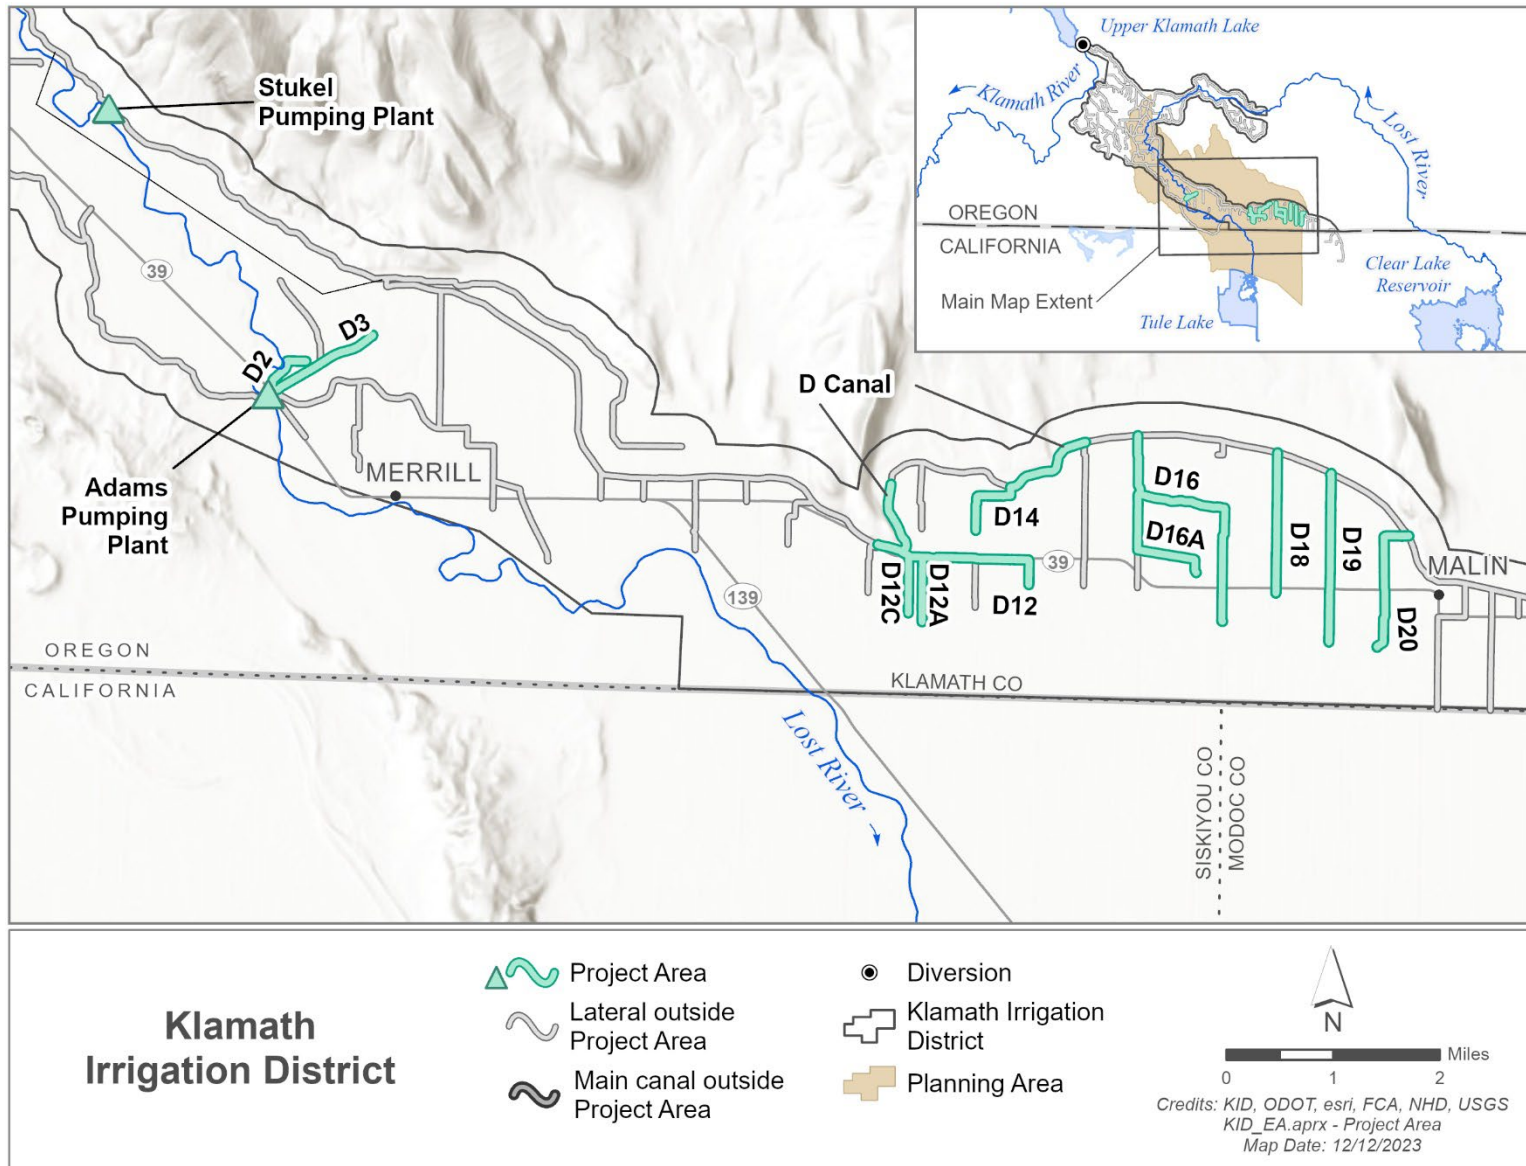 Stukel
Pumping Plant
39
D2
D3
Adams
Pumping
Plant
MERRILL
D Canal
139
D12C
D12A
D12
D14
39
D16
D16A
D18
D19
D20
MALIN
OREGON
CALIFORNIA
KLAMATH CO
Lost River
SISKIYOU CO
MODOC CO
Upper Klamath Lake
Klamath River
Lost River
OREGON
CALIFORNIA
Main Map Extent
Tule Lake
Clear Lake
Reservoir
Klamath
Irrigation District
Project Area
Lateral outside
Project Area
Main canal outside
Project Area
Diversion
Klamath Irrigation
District
Planning Area
N
Miles
0 1 2
Credits: KID, ODOT, esri, FCA, NHD, USGS
KID_EA.aprx - Project Area
Map Date: 12/12/2023